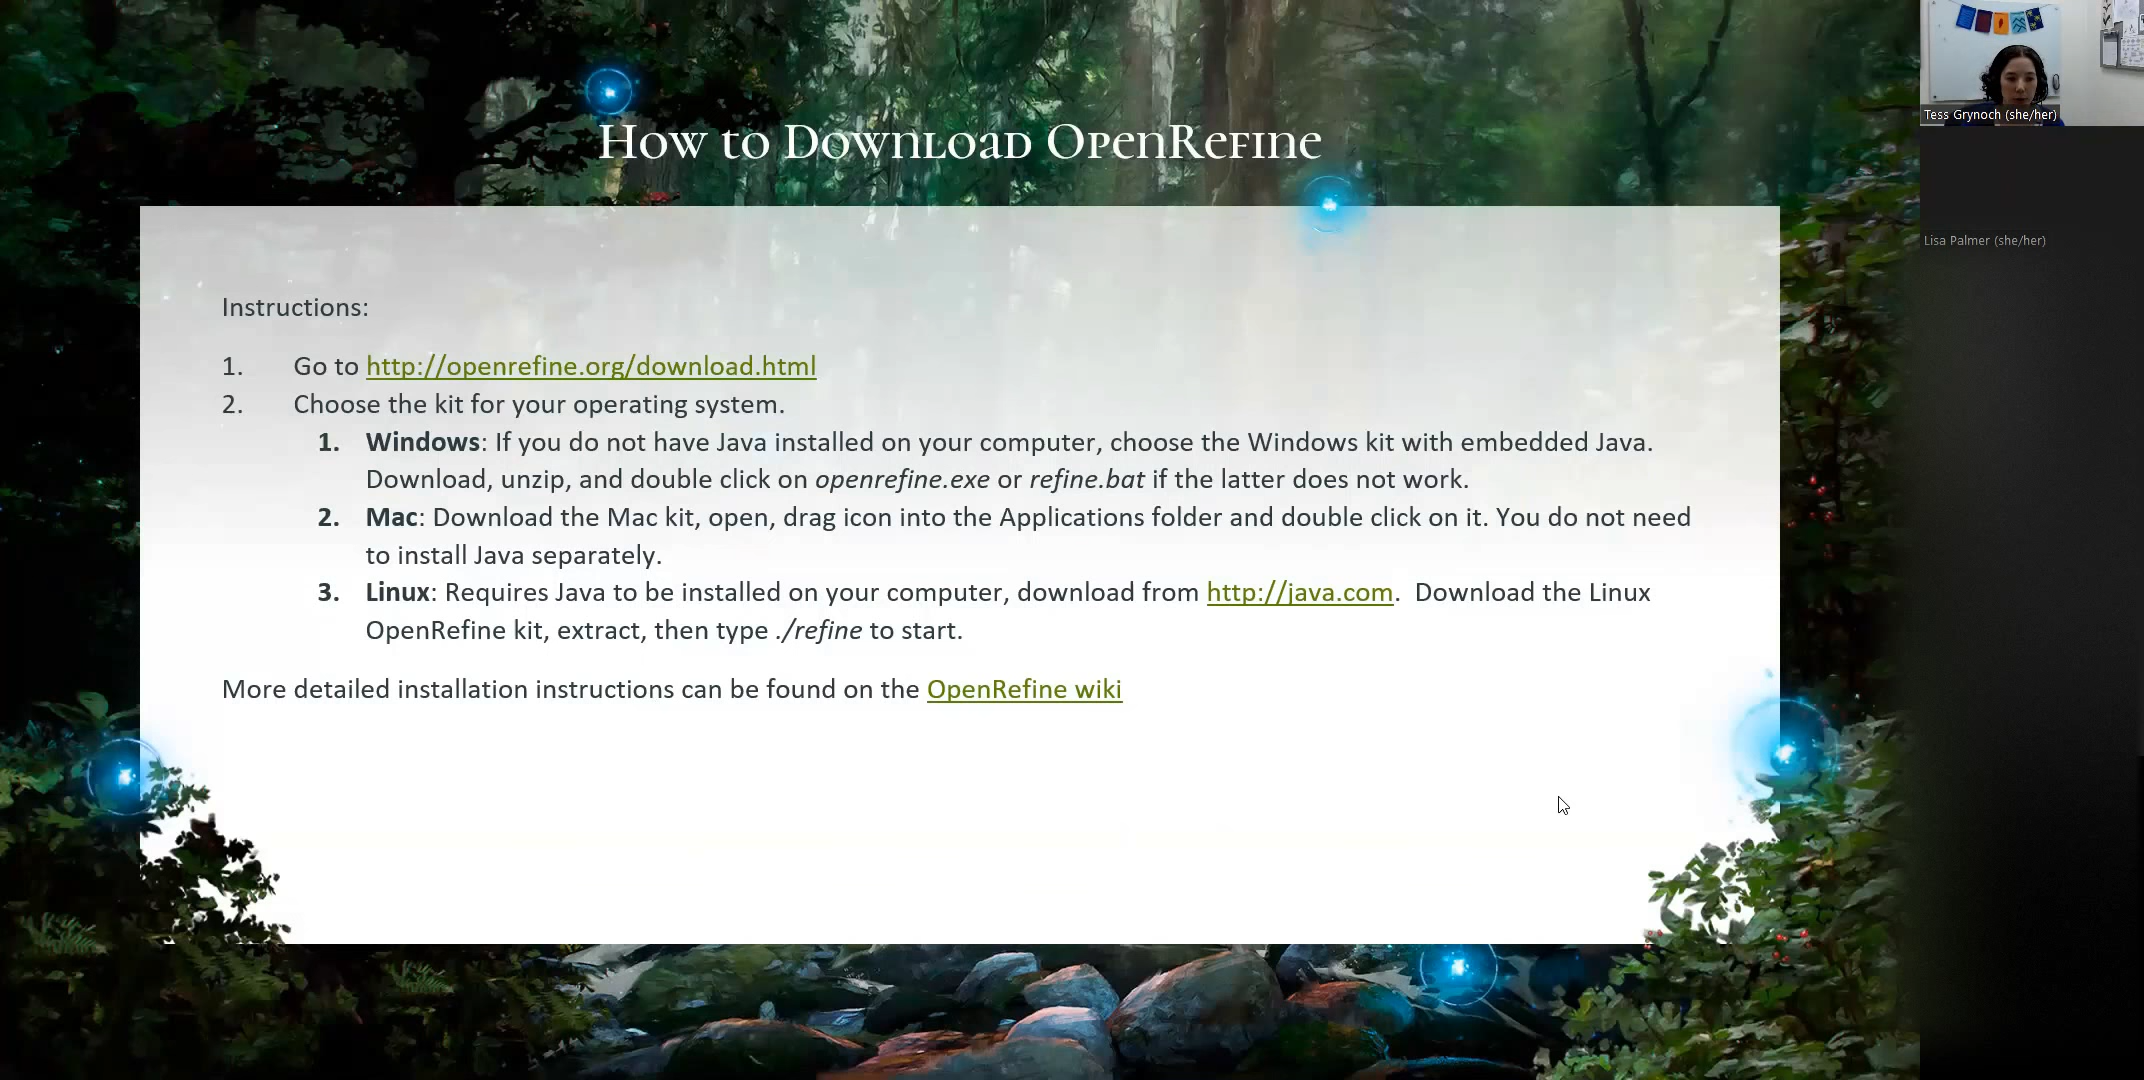 How to Download OpenRefine
Tess Grynoch (she/her)
Lisa Palmer (she/her)
Instructions:
1. Go to http://openrefine.org/download.html
2. Choose the kit for your operating system.
1. Windows: If you do not have Java installed on your computer, choose the Windows kit with embedded Java.
Download, unzip, and double click on openrefine.exe or refine.bat if the latter does not work.
2. Mac: Download the Mac kit, open, drag icon into the Applications folder and double click on it. You do not need
to install Java separately.
3. Linux: Requires Java to be installed on your computer, download from http://java.com. Download the Linux
OpenRefine kit, extract, then type ./refine to start.
More detailed installation instructions can be found on the OpenRefine wiki